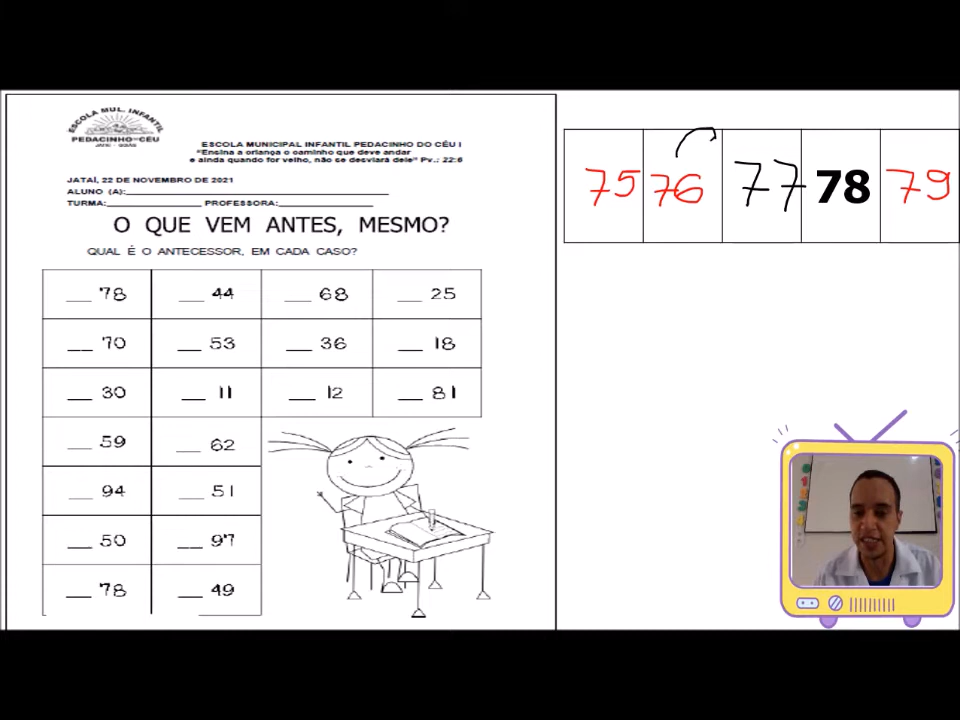 ESCOLA MUL. INFANTIL
PEDACINHO-CÉU
JATAÍ - GOIÁS
ESCOLA MUNICIPAL INFANTIL PEDACINHO DO CÉU I
"Ensina a criança o caminho que deve andar
e ainda quando for velho, não se desviará dele" Pv.: 22:6
JATAÍ, 22 DE NOVEMBRO DE 2021
ALUNO (A):
TURMA: PROFESSORA:
O QUE VEM ANTES, MESMO?
QUAL É O ANTECESSOR, EM CADA CASO?
__ 78 __ 44 __ 68 __ 25
__ 70 __ 53 __ 36 __ 18
__ 30 __ 11 __ 12 __ 81
__ 59 __ 62
__ 94 __ 51
__ 50 __ 97
__ 78 __ 49
75 76 77 78 79